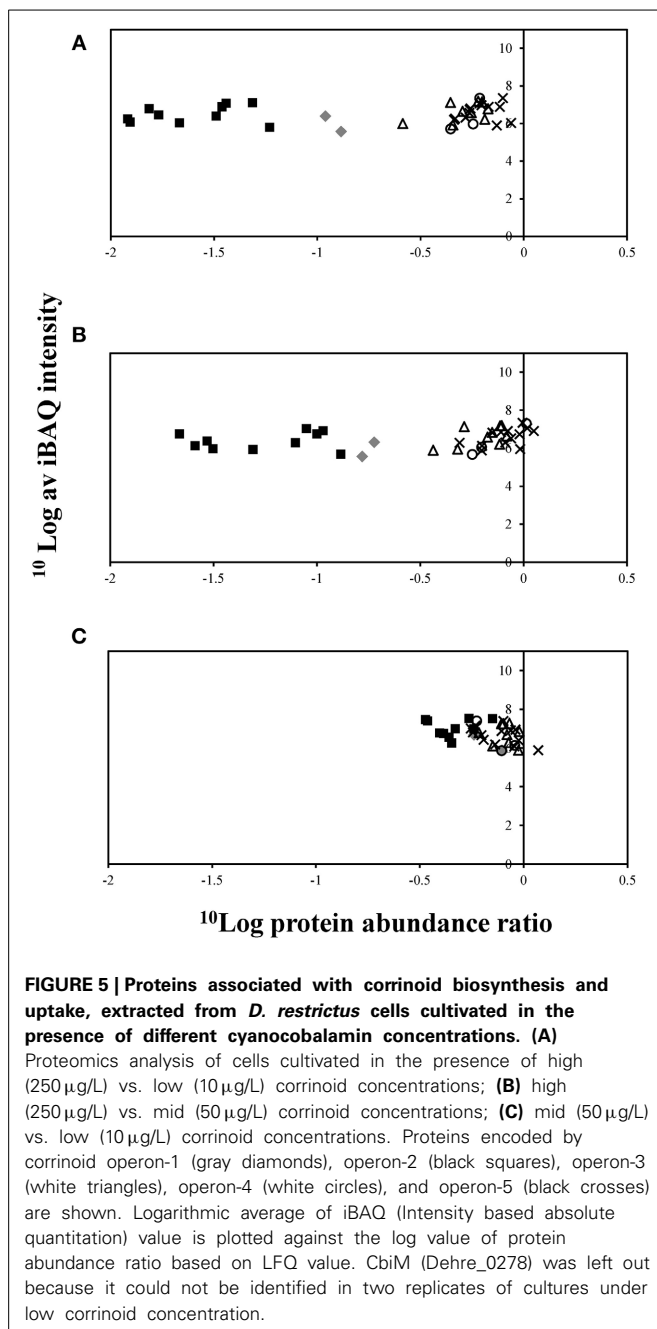 A
10
8
6
4
2
0
-2
-1.5
-1
-0.5
0
0.5
B
10
8
6
4
2
0
-2
-1.5
-1
-0.5
0
0.5
C
10
8
6
4
2
0
-2
-1.5
-1
-0.5
0
0.5
10 Log av iBAQ intensity
10Log protein abundance ratio
FIGURE 5 | Proteins associated with corrinoid biosynthesis and
uptake, extracted from D. restrictus cells cultivated in the
presence of different cyanocobalamin concentrations. (A)
Proteomics analysis of cells cultivated in the presence of high
(250 µg/L) vs. low (10 µg/L) corrinoid concentrations; (B) high
(250 µg/L) vs. mid (50 µg/L) corrinoid concentrations; (C) mid (50 µg/L)
vs. low (10 µg/L) corrinoid concentrations. Proteins encoded by
corrinoid operon-1 (gray diamonds), operon-2 (black squares), operon-3
(white triangles), operon-4 (white circles), and operon-5 (black crosses)
are shown. Logarithmic average of iBAQ (Intensity based absolute
quantitation) value is plotted against the log value of protein
abundance ratio based on LFQ value. CbiM (Dehre_0278) was left out
because it could not be identified in two replicates of cultures under
low corrinoid concentration.